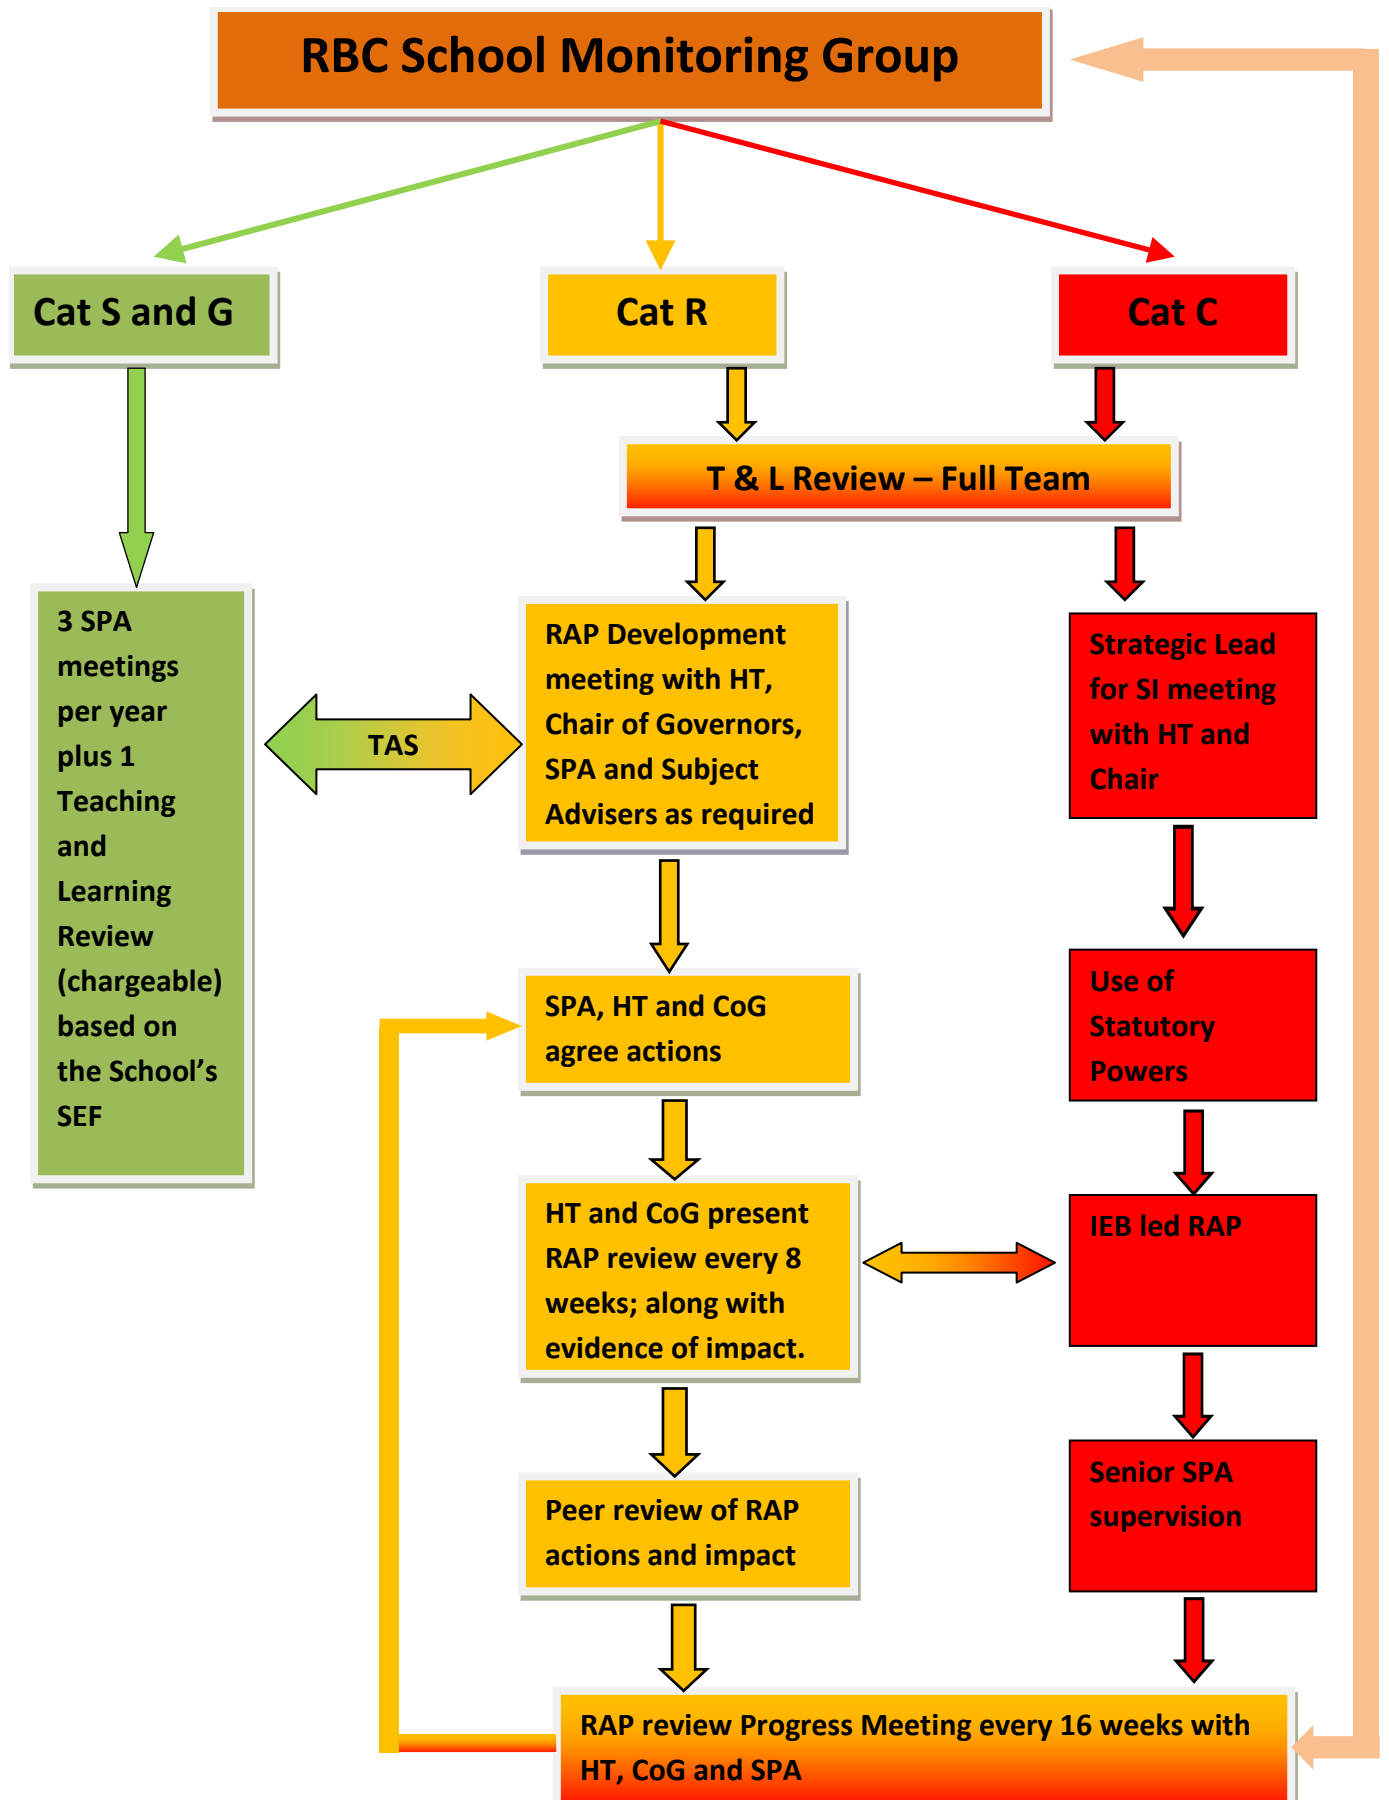 RBC School Monitoring Group
Cat S and G
Cat R
Cat C
T & L Review – Full Team
3 SPA
meetings
per year
plus 1
Teaching
and
Learning
Review
(chargeable)
based on
the School’s
SEF
TAS
RAP Development
meeting with HT,
Chair of Governors,
SPA and Subject
Advisers as required
Strategic Lead
for SI meeting
with HT and
Chair
SPA, HT and CoG
agree actions
Use of
Statutory
Powers
HT and CoG present
RAP review every 8
weeks; along with
evidence of impact.
IEB led RAP
Peer review of RAP
actions and impact
Senior SPA
supervision
RAP review Progress Meeting every 16 weeks with
HT, CoG and SPA